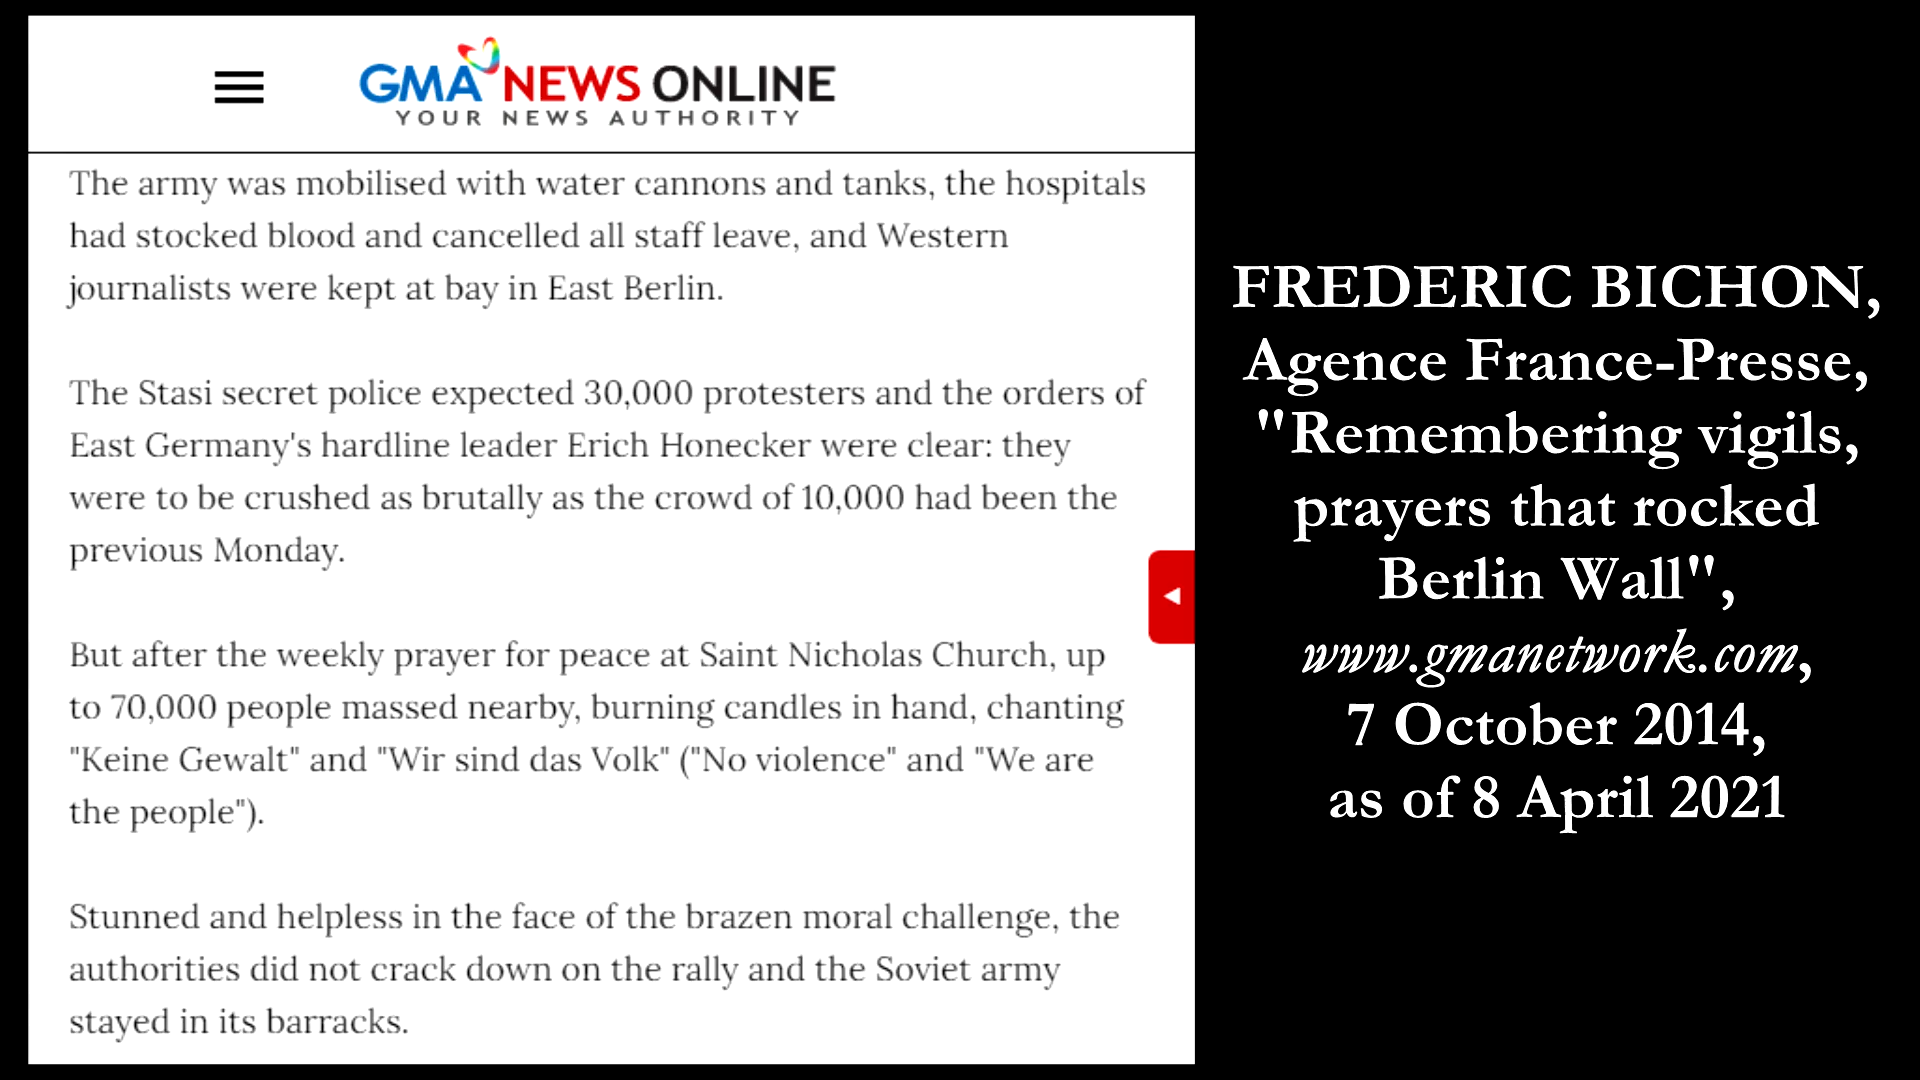 GMA NEWS ONLINE
YOUR NEWS AUTHORITY
The army was mobilised with water cannons and tanks, the hospitals
had stocked blood and cancelled all staff leave, and Western
journalists were kept at bay in East Berlin.
The Stasi secret police expected 30,000 protesters and the orders of
East Germany's hardline leader Erich Honecker were clear: they
were to be crushed as brutally as the crowd of 10,000 had been the
previous Monday.
But after the weekly prayer for peace at Saint Nicholas Church, up
to 70,000 people massed nearby, burning candles in hand, chanting
"Keine Gewalt" and "Wir sind das Volk" ("No violence" and "We are
the people").
Stunned and helpless in the face of the brazen moral challenge, the
authorities did not crack down on the rally and the Soviet army
stayed in its barracks.
FREDERIC BICHON,
Agence France-Presse,
"Remembering vigils,
prayers that rocked
Berlin Wall",
www.gmanetwork.com,
7 October 2014,
as of 8 April 2021